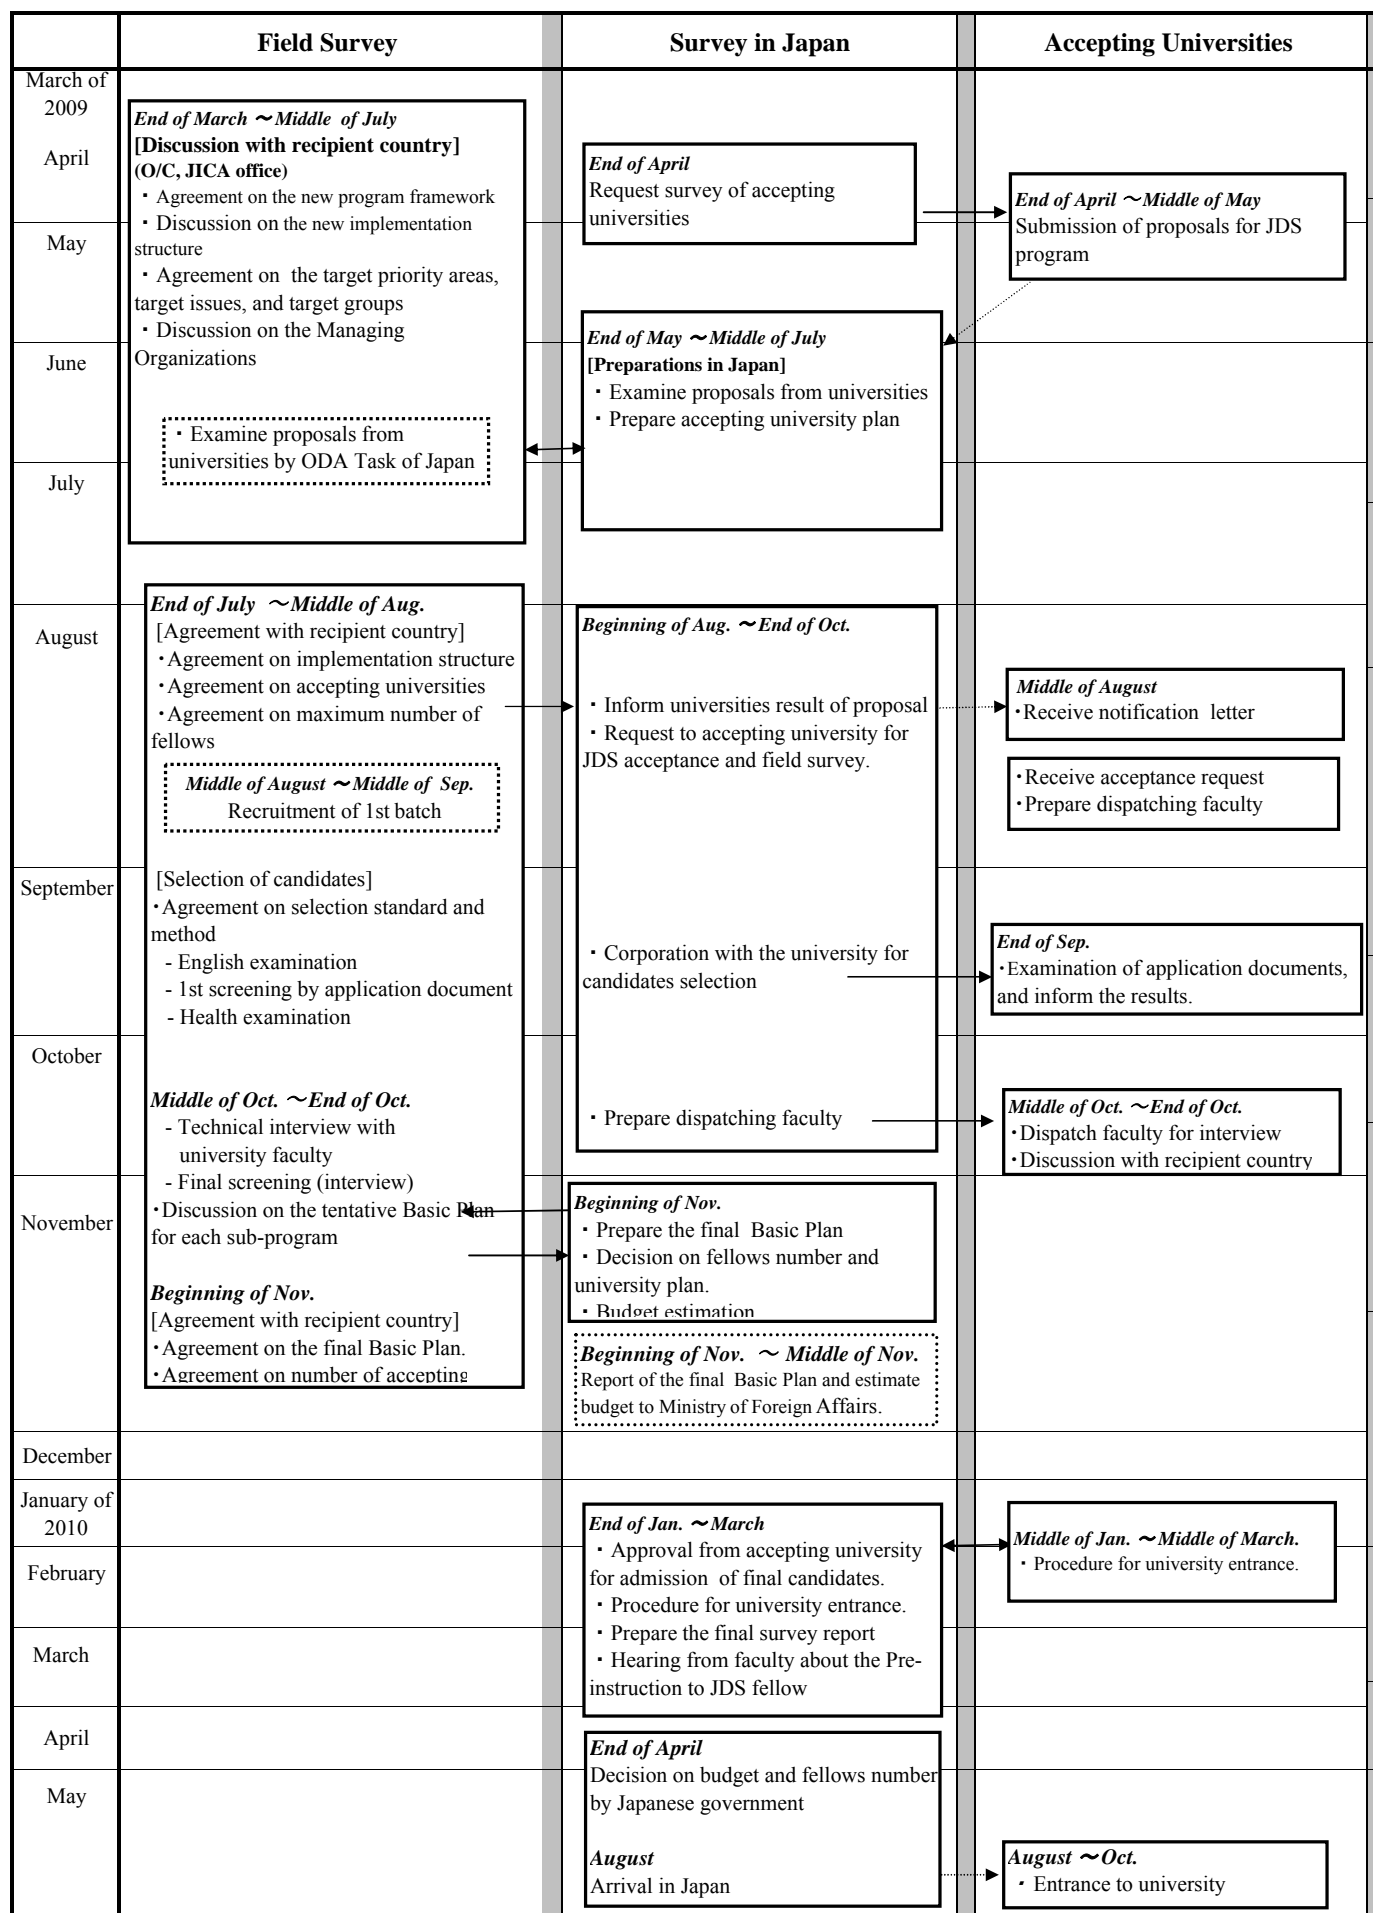 Field Survey
Survey in Japan
Accepting Universities
March of
2009
April
May
June
July
August
September
October
November
December
January of
2010
February
March
April
May
End of March ～Middle of July
[Discussion with recipient country]
(O/C, JICA office)
・Agreement on the new program framework
・Discussion on the new implementation
structure
・Agreement on the target priority areas,
target issues, and target groups
・Discussion on the Managing
Organizations
・Examine proposals from
universities by ODA Task of Japan
End of July ～Middle of Aug.
[Agreement with recipient country]
・Agreement on implementation structure
・Agreement on accepting universities
・Agreement on maximum number of
fellows
Middle of August ～Middle of Sep.
Recruitment of 1st batch
[Selection of candidates]
・Agreement on selection standard and
method
- English examination
- 1st screening by application document
- Health examination
Middle of Oct. ～End of Oct.
- Technical interview with
university faculty
- Final screening (interview)
・Discussion on the tentative Basic Plan
for each sub-program
Beginning of Nov.
[Agreement with recipient country]
・Agreement on the final Basic Plan.
・Agreement on number of accepting
End of April
Request survey of accepting
universities
End of May ～Middle of July
[Preparations in Japan]
・Examine proposals from universities
・Prepare accepting university plan
Beginning of Aug. ～End of Oct.
・Inform universities result of proposal
・Request to accepting university for
JDS acceptance and field survey.
・Corporation with the university for
candidates selection
・Prepare dispatching faculty
Beginning of Nov.
・Prepare the final Basic Plan
・Decision on fellows number and
university plan.
・Budget estimation
Beginning of Nov. ～ Middle of Nov.
Report of the final Basic Plan and estimate
budget to Ministry of Foreign Affairs.
End of Jan. ～March
・Approval from accepting university
for admission of final candidates.
・Procedure for university entrance.
・Prepare the final survey report
・Hearing from faculty about the Pre-
instruction to JDS fellow
End of April
Decision on budget and fellows number
by Japanese government
August
Arrival in Japan
End of April ～Middle of May
Submission of proposals for JDS
program
Middle of August
・Receive notification letter
・Receive acceptance request
・Prepare dispatching faculty
End of Sep.
・Examination of application documents,
and inform the results.
Middle of Oct. ～End of Oct.
・Dispatch faculty for interview
・Discussion with recipient country
Middle of Jan. ～Middle of March.
・Procedure for university entrance.
August ～Oct.
・Entrance to university